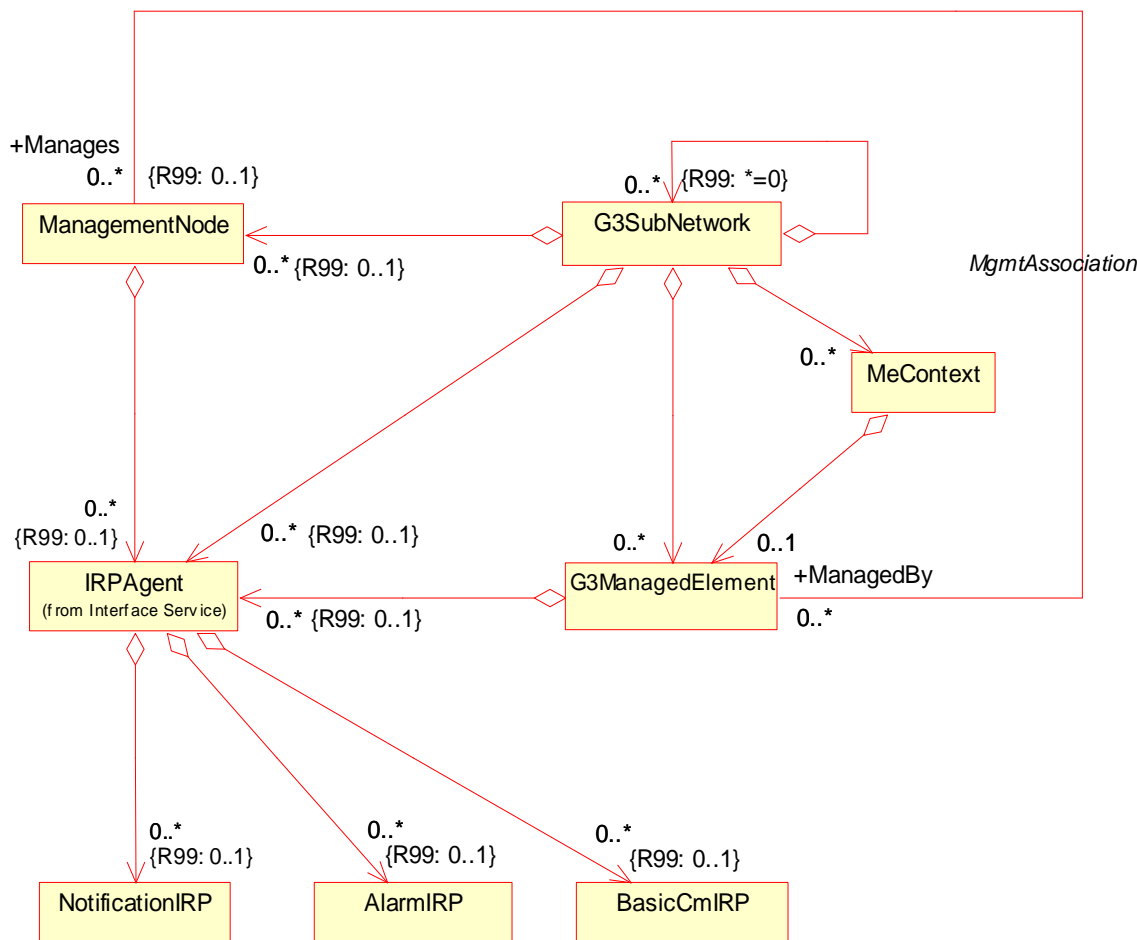 +Manages
0..*
{R99: 0..1}
0..*
{R99: *=0}
ManagementNode
G3SubNetwork
0..*
{R99: 0..1}
MgmtAssociation
0..*
MeContext
0..*
{R99: 0..1}
0..*
{R99: 0..1}
0..*
0..1
IRPAgent
(from Interface Service)
G3ManagedElement
+ManagedBy
0..*
{R99: 0..1}
0..*
0..*
{R99: 0..1}
0..*
{R99: 0..1}
0..*
{R99: 0..1}
NotificationIRP
AlarmIRP
BasicCmIRP